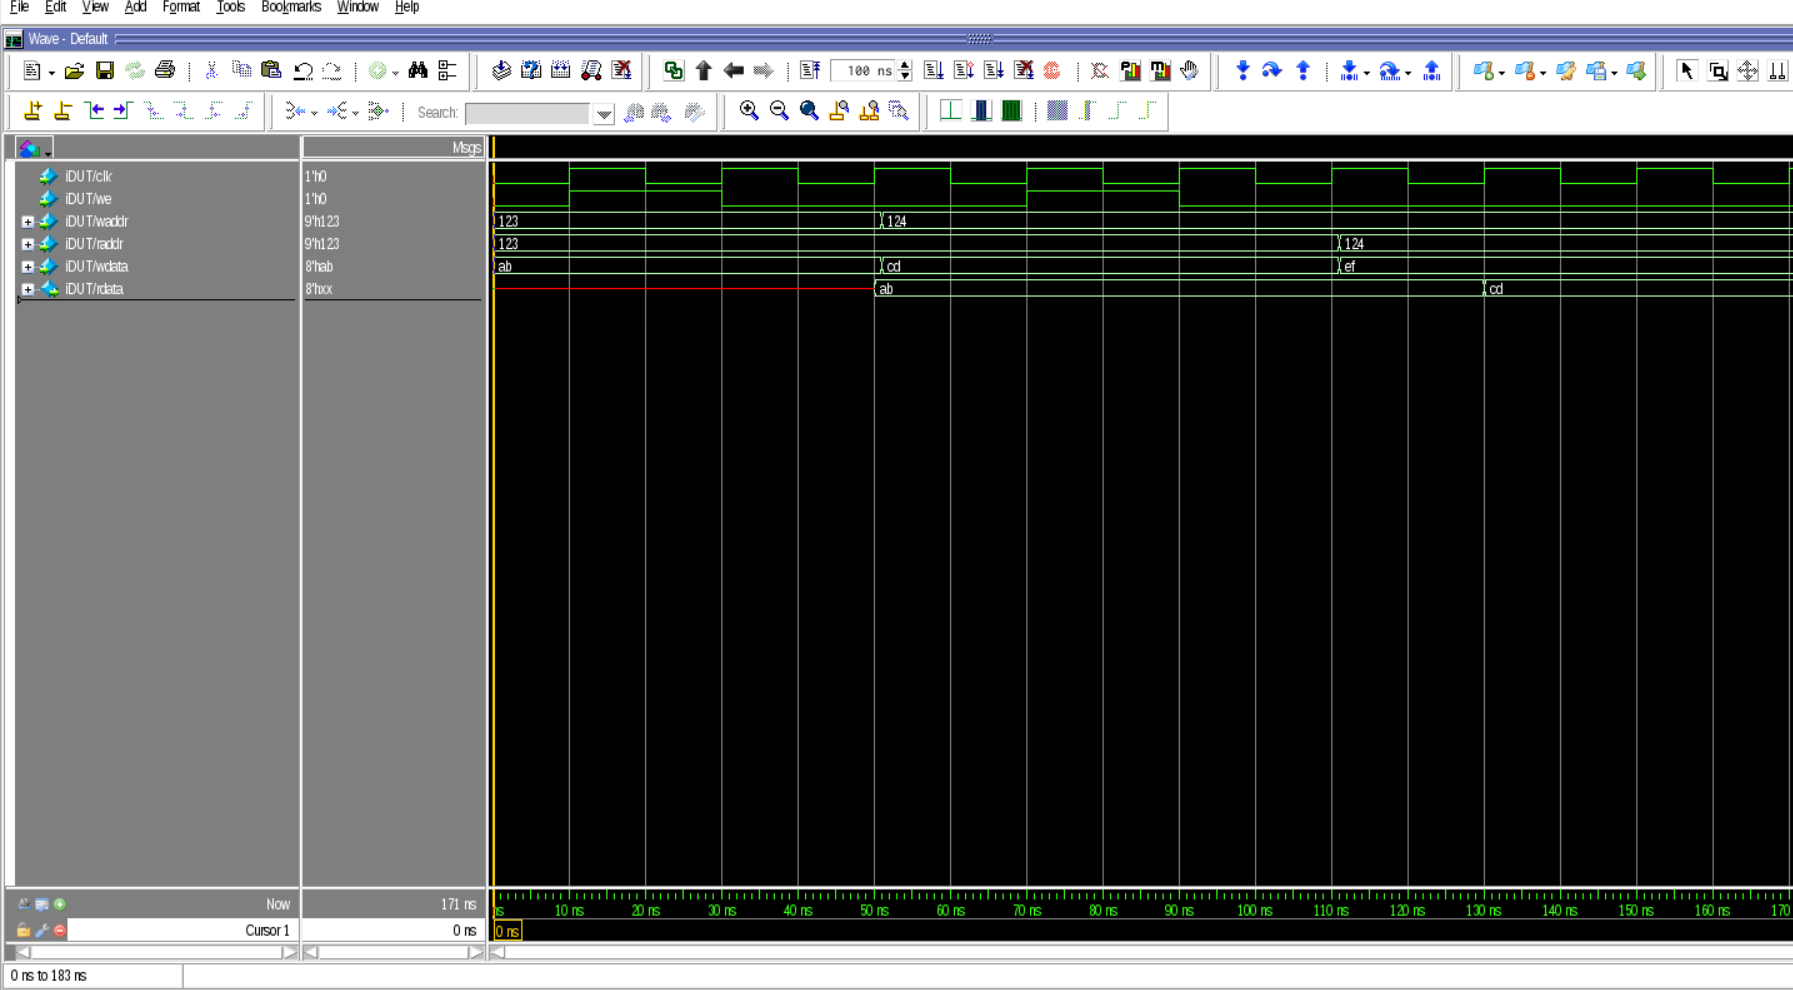 File Edit View Add Format Tools Bookmarks Window Help
Wave - Default
100 ns
Search:
Msgs
iDUT/clk 1'h0
iDUT/we 1'h0
iDUT/waddr 9'h123 123 124
iDUT/raddr 9'h123 123 124
iDUT/wdata 8'hab ab cd ef
iDUT/rdata 8'hxx ab cd
Now 171 ns ns 10 ns 20 ns 30 ns 40 ns 50 ns 60 ns 70 ns 80 ns 90 ns 100 ns 110 ns 120 ns 130 ns 140 ns 150 ns 160 ns 170
Cursor 1 0 ns 0 ns
0 ns to 183 ns